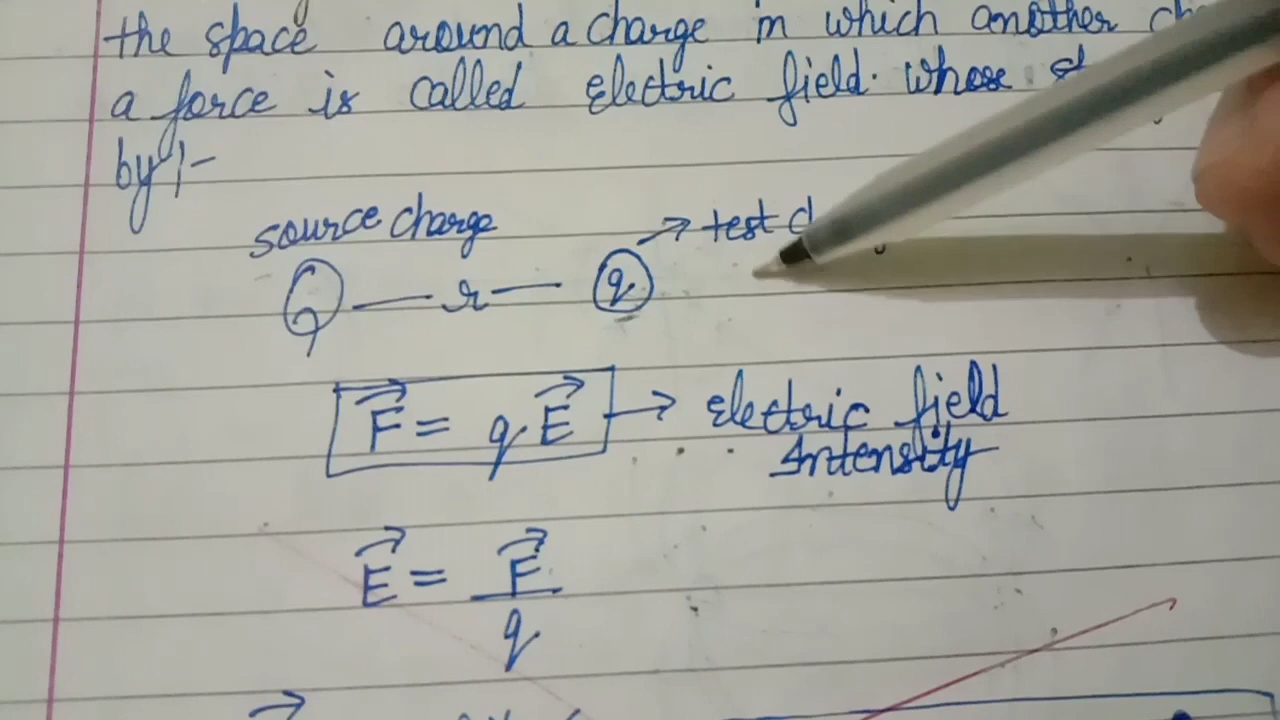 the space around a charge in which another
a force is called electric field. whose
by :-
source charge → test
Q — r — q
F⃗ = qE⃗ → electric field
Intensity
E⃗ = F⃗ / q